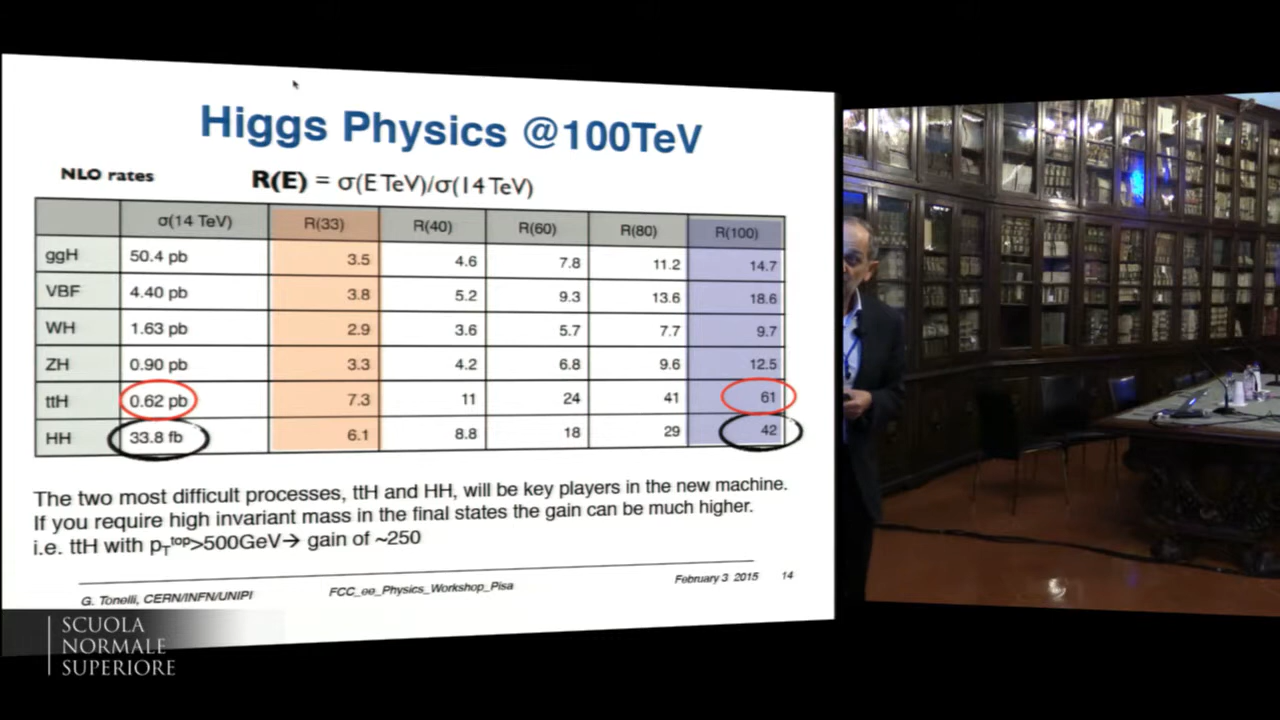 Higgs Physics @100TeV
NLO rates R(E) = σ(E TeV)/σ(14 TeV)
σ(14 TeV) R(33) R(40) R(60) R(80) R(100)
ggH 50.4 pb 3.5 4.6 7.8 11.2 14.7
VBF 4.40 pb 3.8 5.2 9.3 13.6 18.6
WH 1.63 pb 2.9 3.6 5.7 7.7 9.7
ZH 0.90 pb 3.3 4.2 6.8 9.6 12.5
ttH 0.62 pb 7.3 11 24 41 61
HH 33.8 fb 6.1 8.8 18 29 42
The two most difficult processes, ttH and HH, will be key players in the new machine.
If you require high invariant mass in the final states the gain can be much higher.
i.e. ttH with pTtop>500GeV→ gain of ~250
G. Tonelli, CERN/INFN/UNIPI FCC_ee_Physics_Workshop_Pisa February 3 2015 14
SCUOLA
NORMALE
SUPERIORE